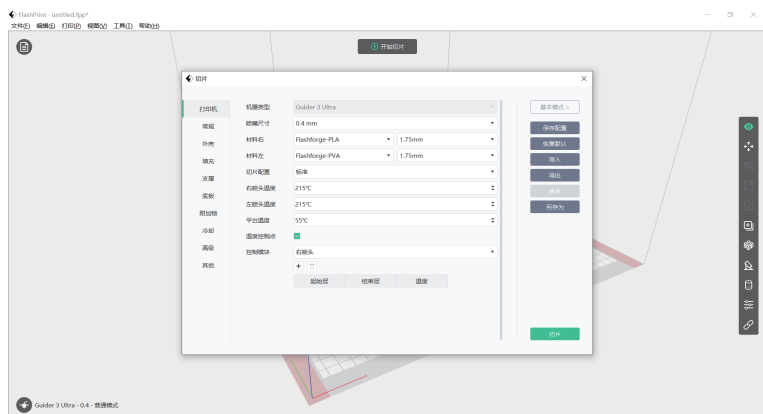 FlashPrint - untitled.fpp*
文件(F) 编辑(E) 打印(P) 视图(V) 工具(T) 帮助(H)
开始切片
切片
打印机
常规
外壳
填充
支撑
底板
附加物
冷却
高级
其他
机器类型 Guider 3 Ultra
喷嘴尺寸 0.4 mm
材料右 Flashforge-PLA 1.75mm
材料左 Flashforge-PVA 1.75mm
切片配置 标准
右喷头温度 215℃
左喷头温度 215℃
平台温度 55℃
温度控制点
控制模块 右喷头
起始层 结束层 温度
基本模式 >
保存配置
恢复默认
导入
导出
移除
另存为
切片
Guider 3 Ultra - 0.4 - 普通模式